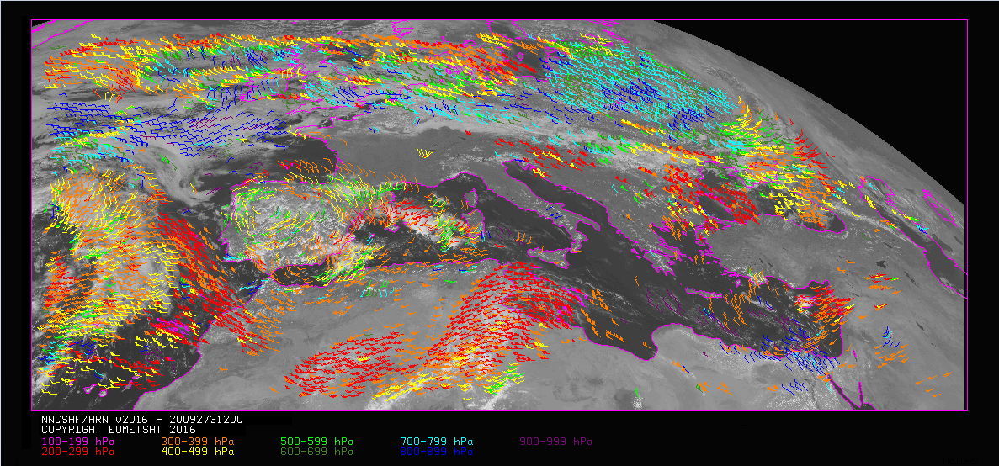 NWCSAF/HRW v2016 - 20092731200
COPYRIGHT EUMETSAT 2016
100-199 hPa 300-399 hPa 500-599 hPa 700-799 hPa 900-999 hPa
200-299 hPa 400-499 hPa 600-699 hPa 800-899 hPa